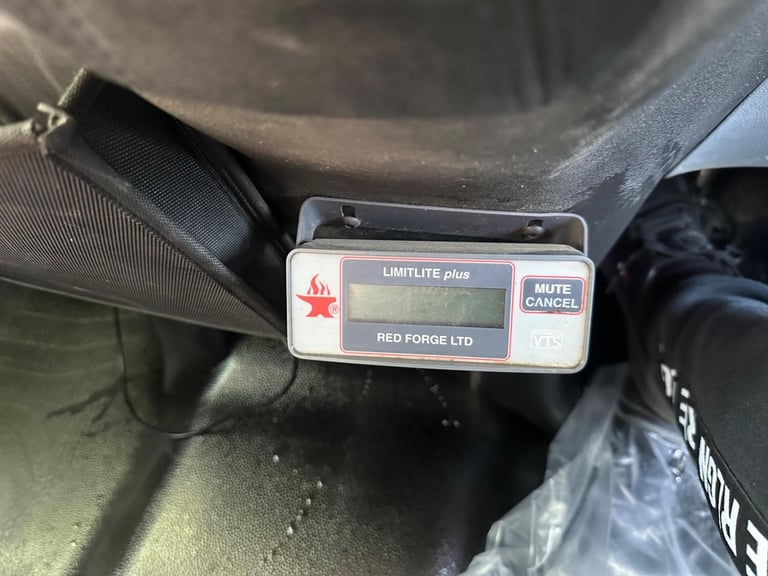 LIMITLITE plus
MUTE
CANCEL
RED FORGE LTD
VTS